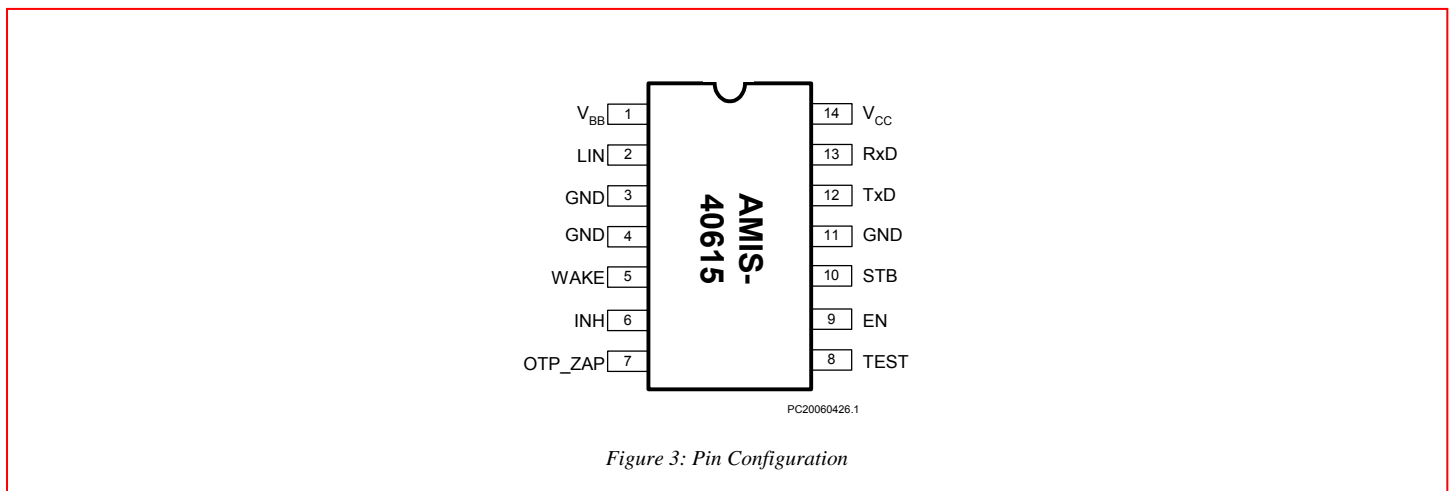 V_BB 1 14 V_CC
LIN 2 13 RxD
GND 3 12 TxD
GND 4 11 GND
WAKE 5 10 STB
INH 6 9 EN
OTP_ZAP 7 8 TEST
AMIS-
40615
PC20060426.1
Figure 3: Pin Configuration